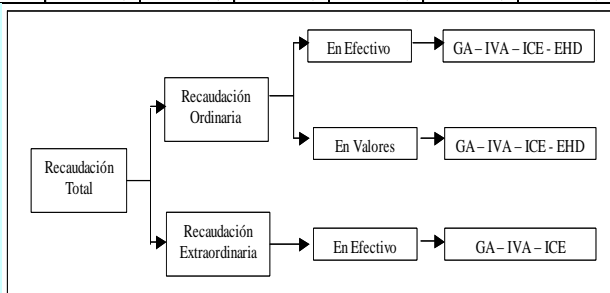 En Efectivo
GA – IVA – ICE - EHD
Recaudación
Ordinaria
En Valores
GA – IVA – ICE - EHD
Recaudación
Total
Recaudación
Extraordinaria
En Efectivo
GA – IVA – ICE